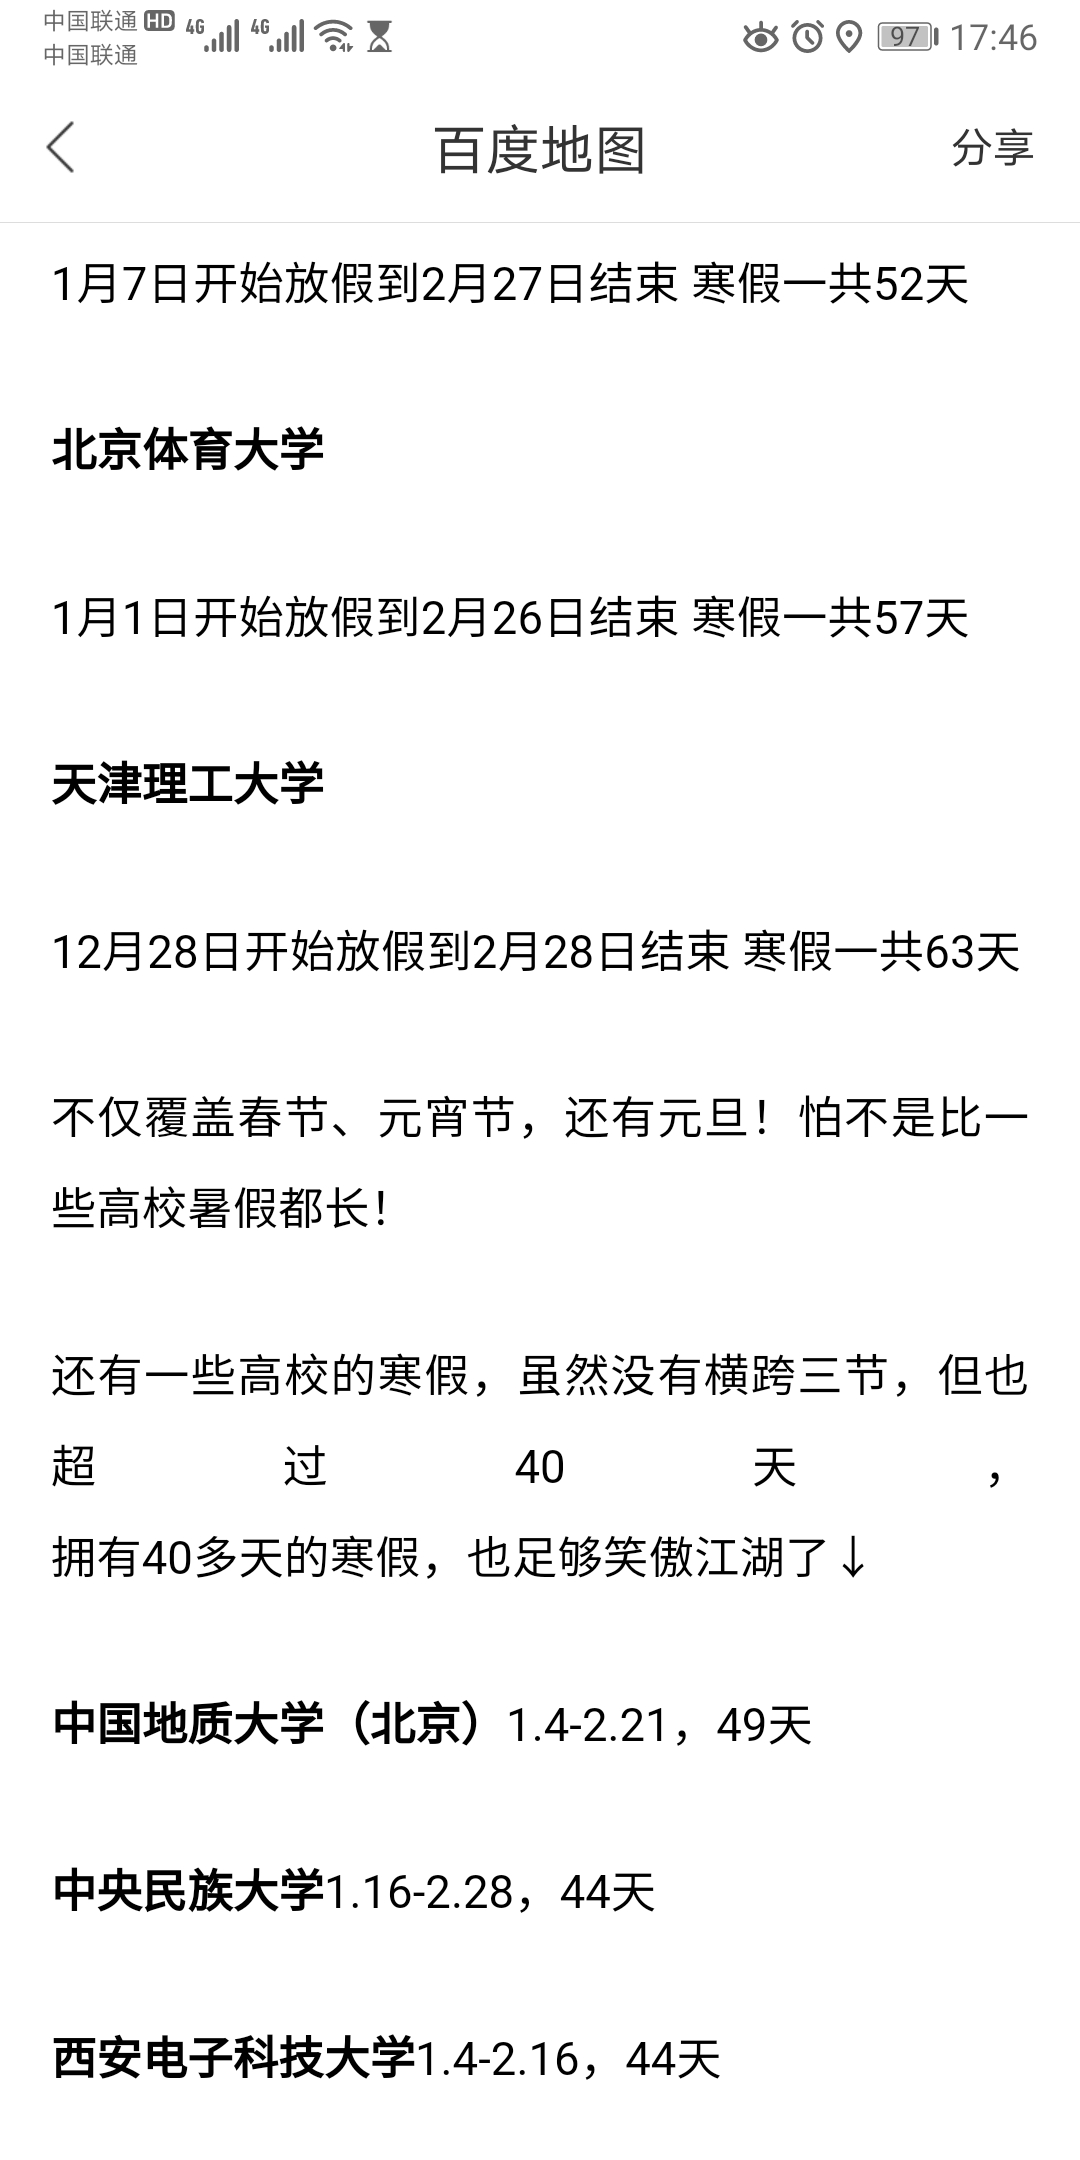 中国联通 HD 4G 4G 97 17:46
中国联通
百度地图 分享
1月7日开始放假到2月27日结束 寒假一共52天
北京体育大学
1月1日开始放假到2月26日结束 寒假一共57天
天津理工大学
12月28日开始放假到2月28日结束 寒假一共63天
不仅覆盖春节、元宵节，还有元旦！怕不是比一
些高校暑假都长！
还有一些高校的寒假，虽然没有横跨三节，但也
超过40天，
拥有40多天的寒假，也足够笑傲江湖了↓
中国地质大学（北京）1.4-2.21，49天
中央民族大学1.16-2.28，44天
西安电子科技大学1.4-2.16，44天